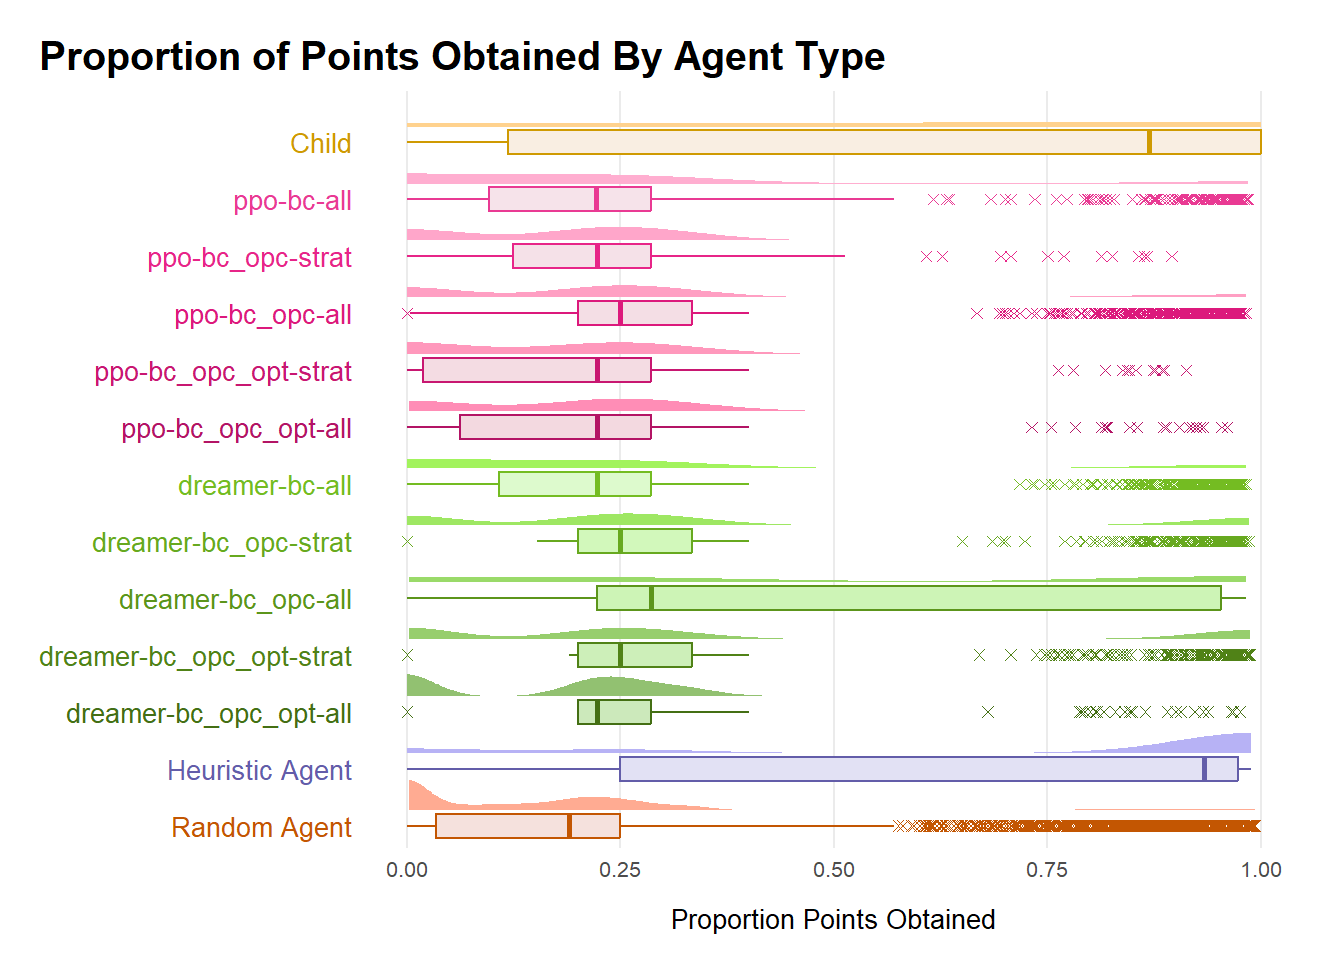 Proportion of Points Obtained By Agent Type
Child
ppo-bc-all
ppo-bc_opc-strat
ppo-bc_opc-all
ppo-bc_opc_opt-strat
ppo-bc_opc_opt-all
dreamer-bc-all
dreamer-bc_opc-strat
dreamer-bc_opc-all
dreamer-bc_opc_opt-strat
dreamer-bc_opc_opt-all
Heuristic Agent
Random Agent
0.00 0.25 0.50 0.75 1.00
Proportion Points Obtained